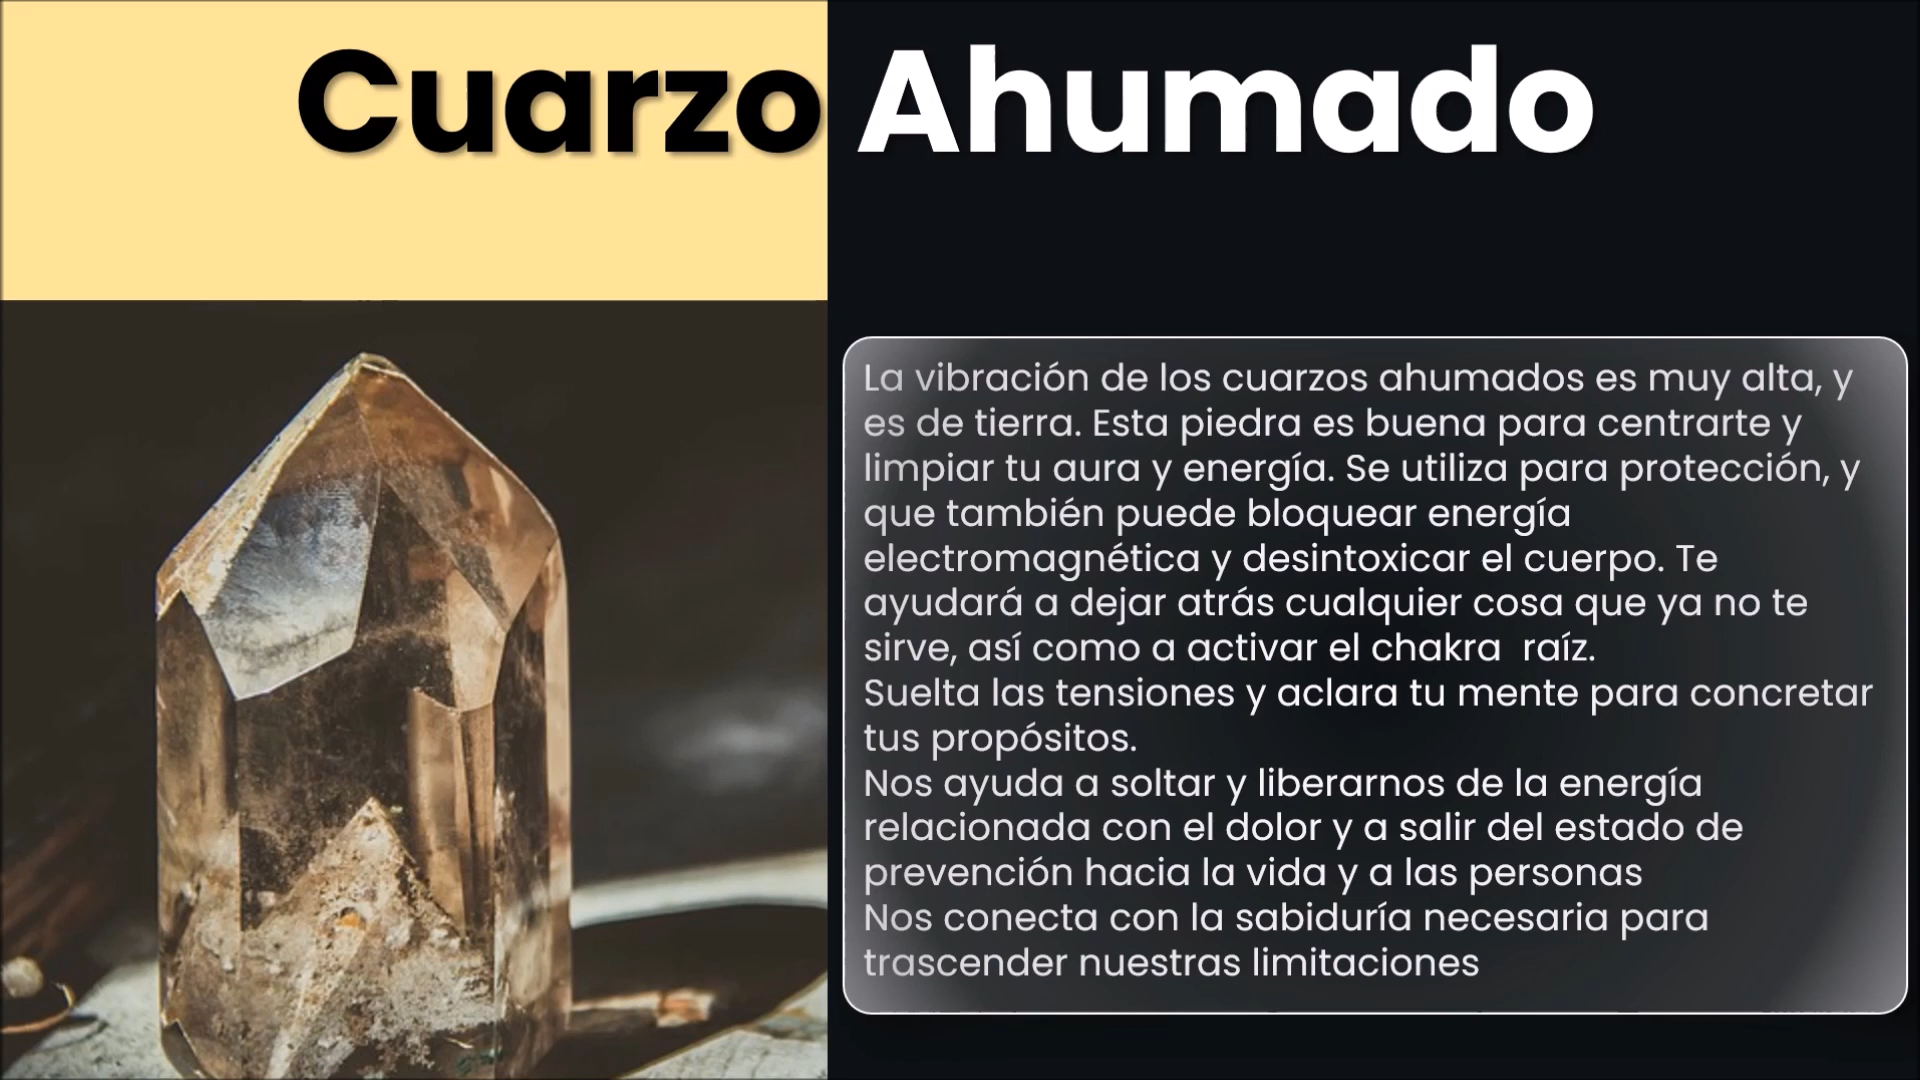 Cuarzo Ahumado
La vibración de los cuarzos ahumados es muy alta, y
es de tierra. Esta piedra es buena para centrarte y
limpiar tu aura y energía. Se utiliza para protección, y
que también puede bloquear energía
electromagnética y desintoxicar el cuerpo. Te
ayudará a dejar atrás cualquier cosa que ya no te
sirve, así como a activar el chakra  raíz.
Suelta las tensiones y aclara tu mente para concretar
tus propósitos.
Nos ayuda a soltar y liberarnos de la energía
relacionada con el dolor y a salir del estado de
prevención hacia la vida y a las personas
Nos conecta con la sabiduría necesaria para
trascender nuestras limitaciones